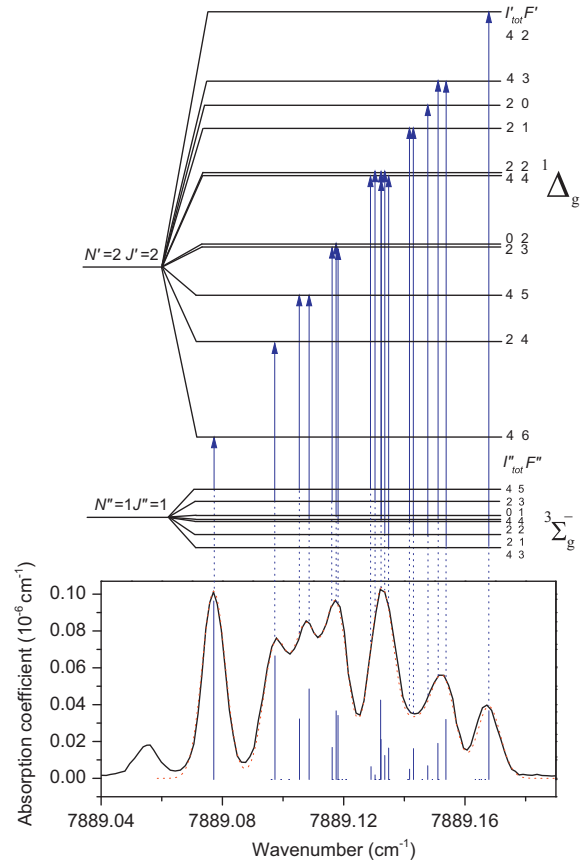 I'tot F'
4 2
4 3
2 0
2 1
2 2
4 4
¹Δg
0 2
2 3
N'=2 J'=2
4 5
2 4
4 6
I"tot F"
N"=1 J"=1
4 5
2 3
0 1
4 4
2 2
2 1
4 3
³Σg⁻
Absorption coefficient (10⁻⁶ cm⁻¹)
0.10
0.08
0.06
0.04
0.02
0.00
7889.04 7889.08 7889.12 7889.16
Wavenumber (cm⁻¹)